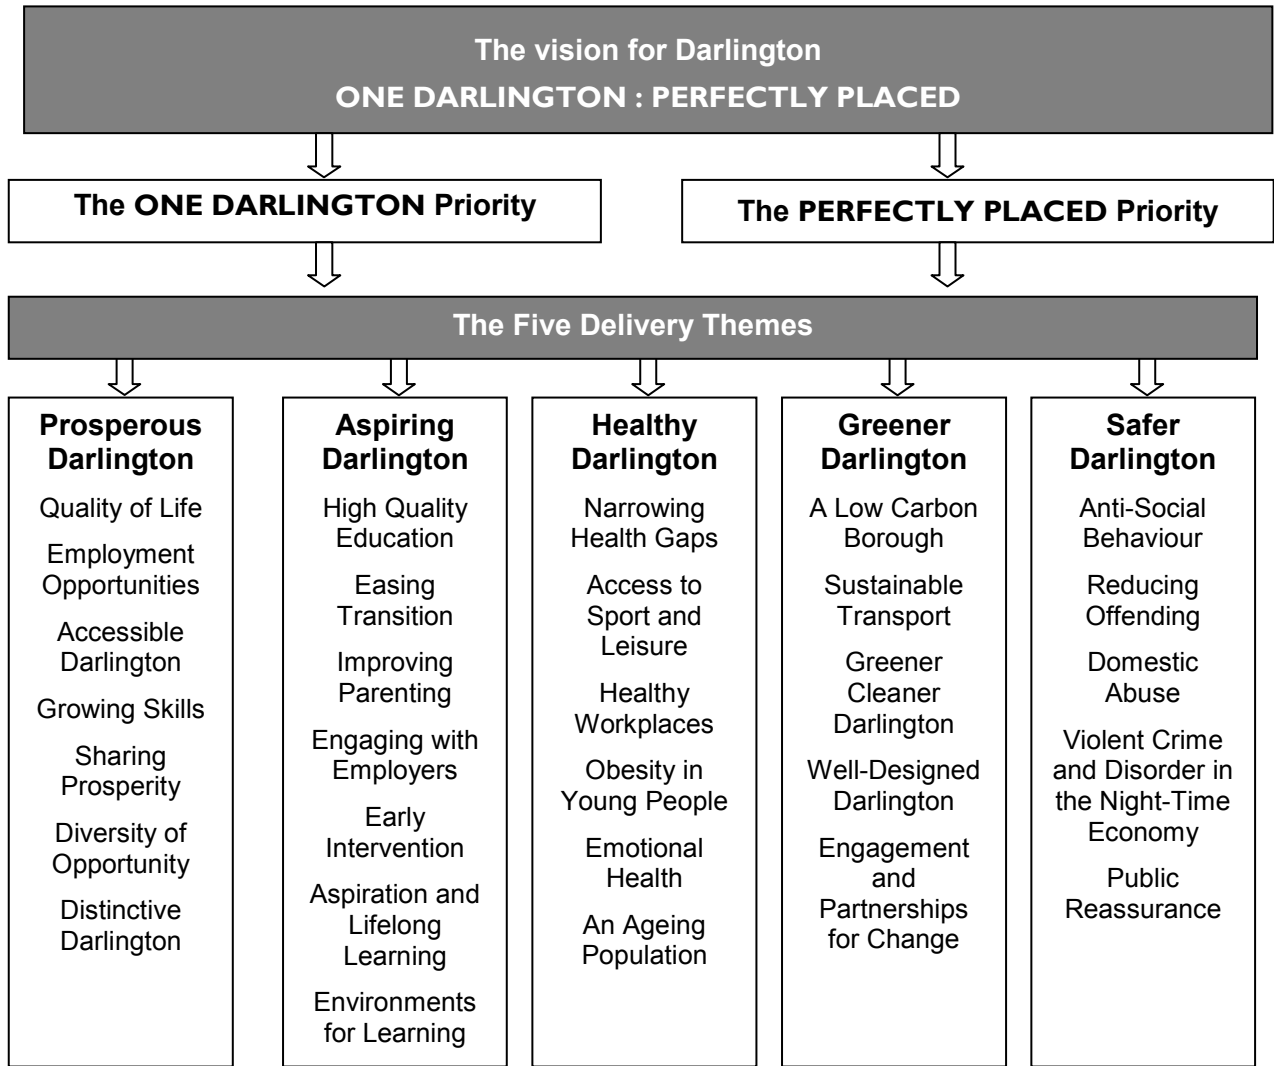 The vision for Darlington
ONE DARLINGTON : PERFECTLY PLACED
The ONE DARLINGTON Priority
The PERFECTLY PLACED Priority
The Five Delivery Themes
Prosperous
Darlington
Quality of Life
Employment
Opportunities
Accessible
Darlington
Growing Skills
Sharing
Prosperity
Diversity of
Opportunity
Distinctive
Darlington
Aspiring
Darlington
High Quality
Education
Easing
Transition
Improving
Parenting
Engaging with
Employers
Early
Intervention
Aspiration and
Lifelong
Learning
Environments
for Learning
Healthy
Darlington
Narrowing
Health Gaps
Access to
Sport and
Leisure
Healthy
Workplaces
Obesity in
Young People
Emotional
Health
An Ageing
Population
Greener
Darlington
A Low Carbon
Borough
Sustainable
Transport
Greener
Cleaner
Darlington
Well-Designed
Darlington
Engagement
and
Partnerships
for Change
Safer
Darlington
Anti-Social
Behaviour
Reducing
Offending
Domestic
Abuse
Violent Crime
and Disorder in
the Night-Time
Economy
Public
Reassurance